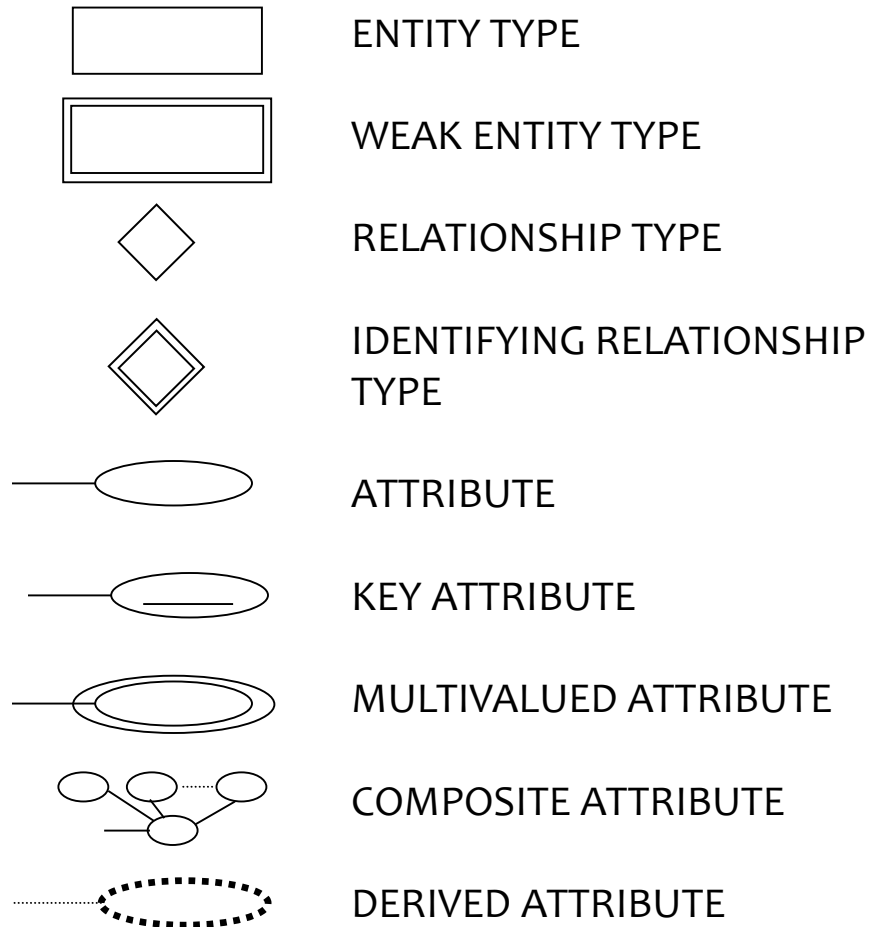 ENTITY TYPE
WEAK ENTITY TYPE
RELATIONSHIP TYPE
IDENTIFYING RELATIONSHIP
TYPE
ATTRIBUTE
KEY ATTRIBUTE
MULTIVALUED ATTRIBUTE
COMPOSITE ATTRIBUTE
DERIVED ATTRIBUTE